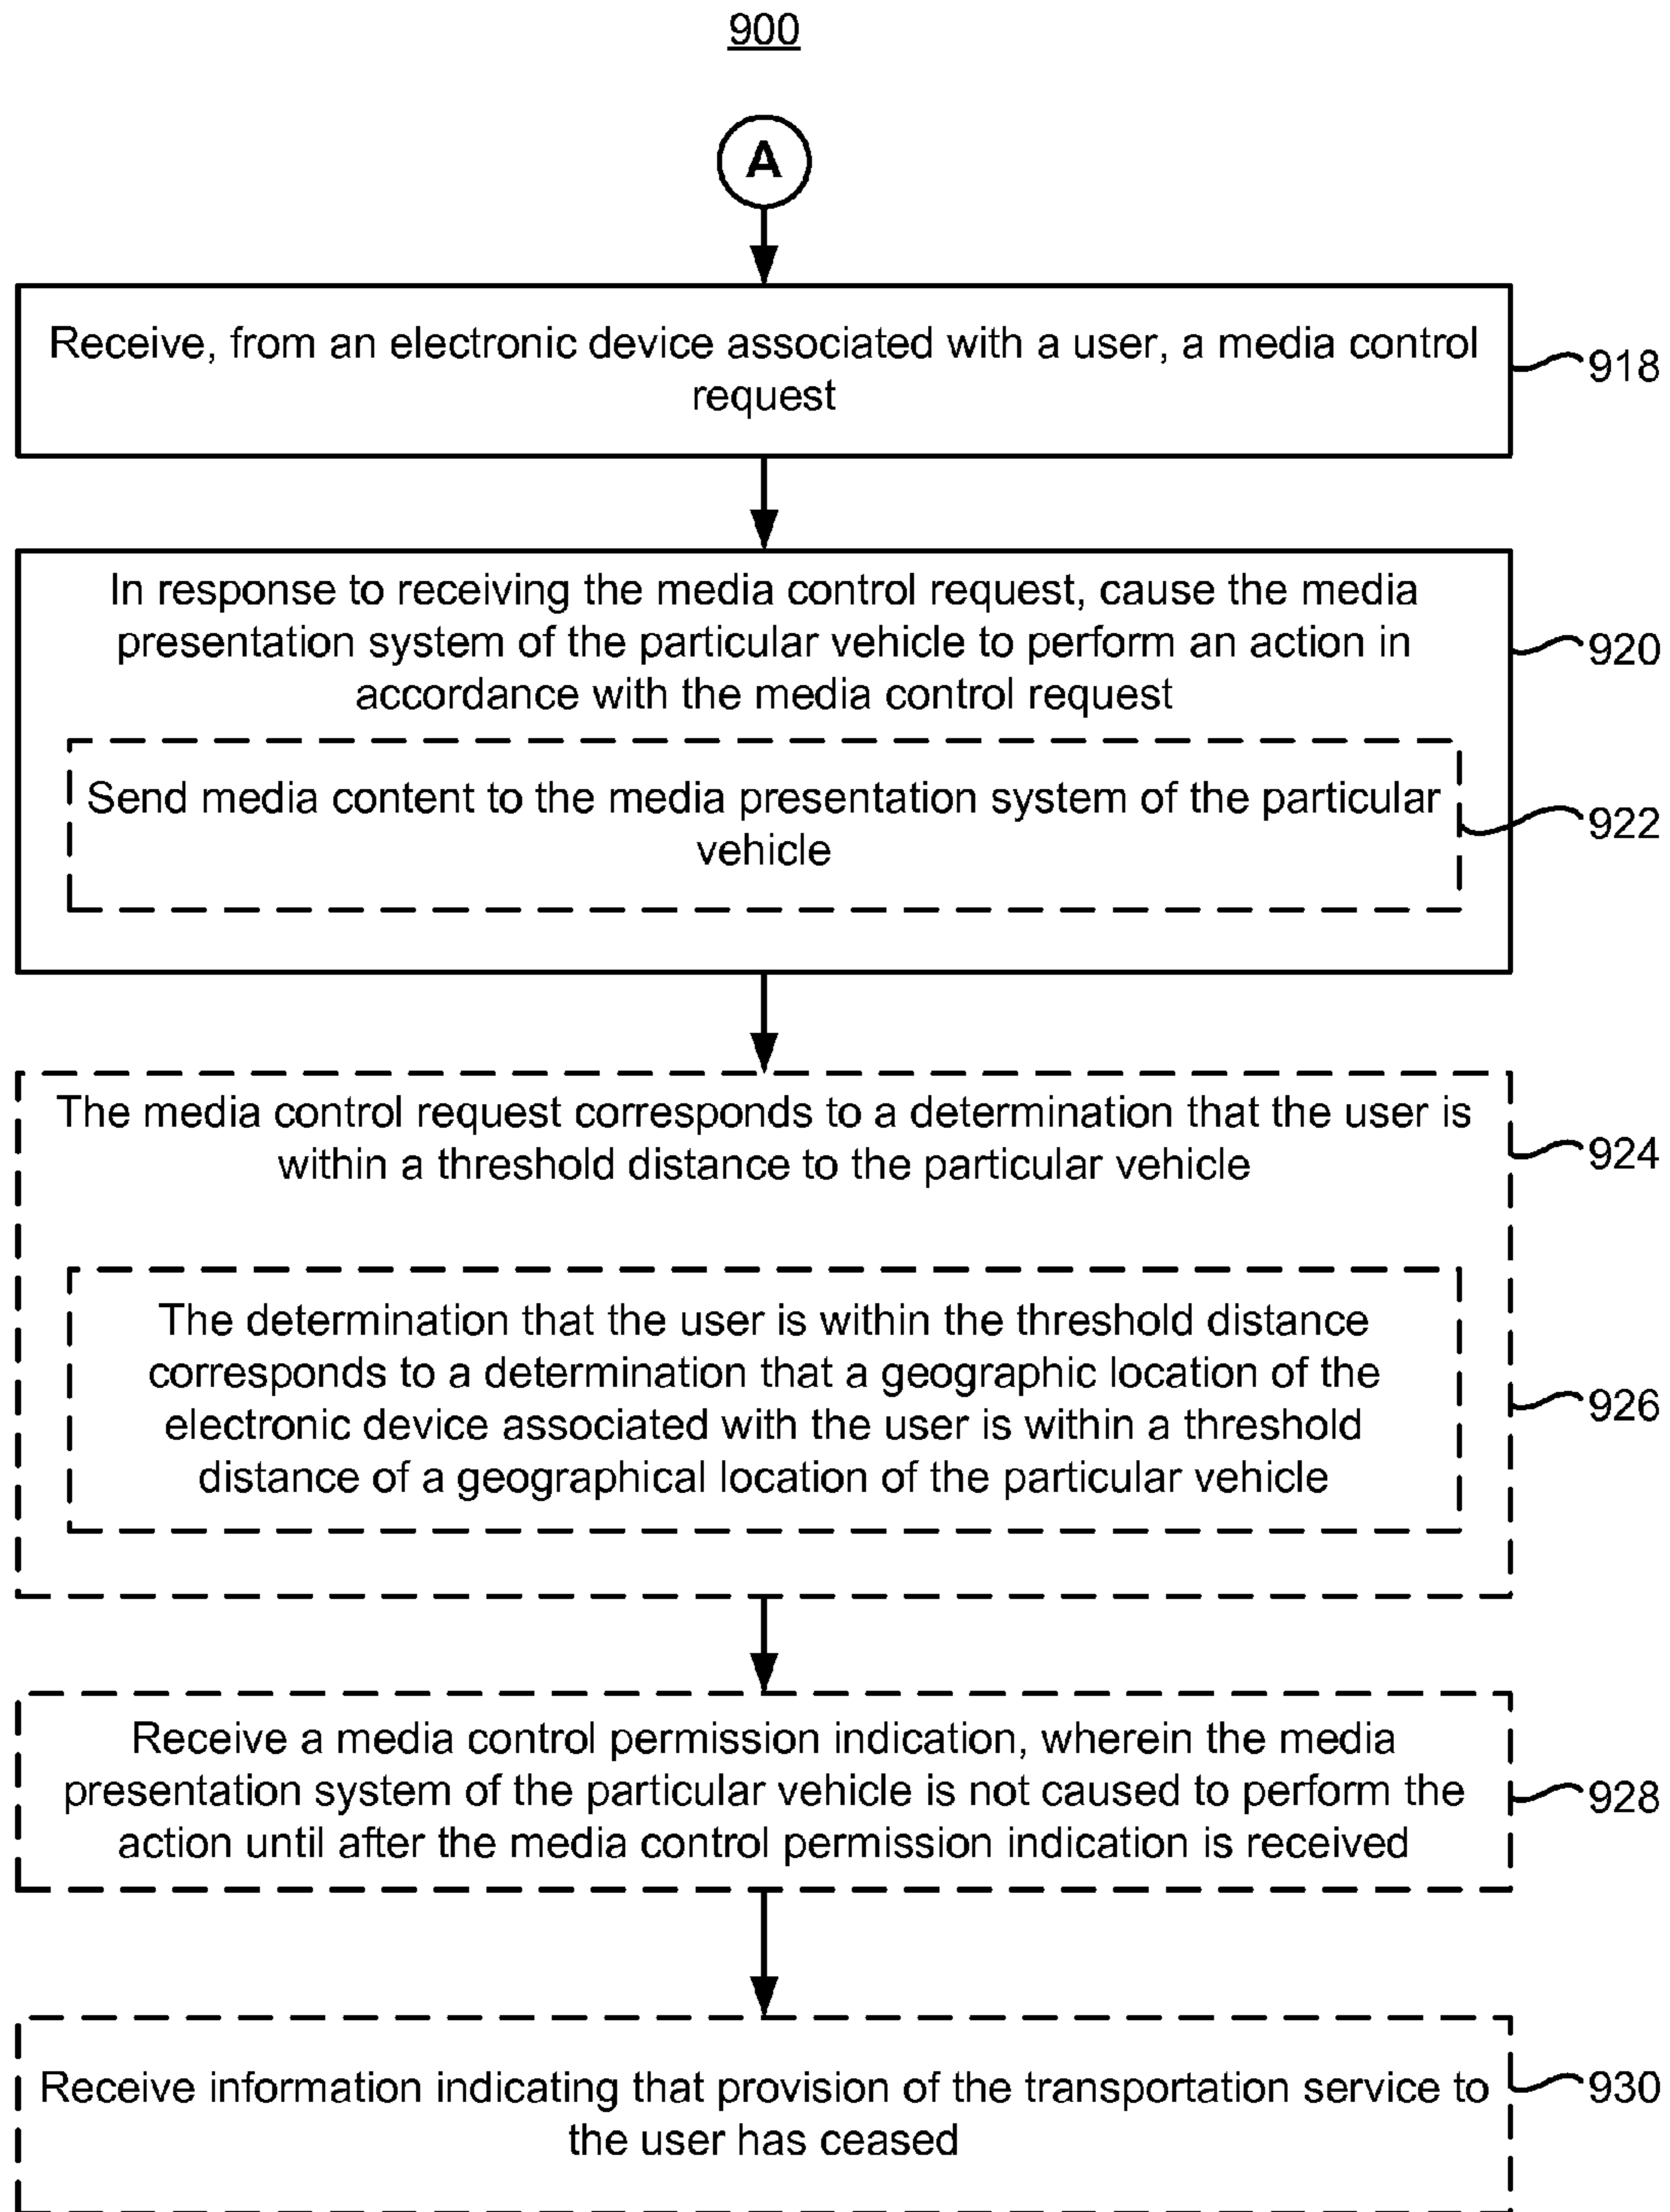 900
A
Receive, from an electronic device associated with a user, a media control
request
918
In response to receiving the media control request, cause the media
presentation system of the particular vehicle to perform an action in
accordance with the media control request
920
Send media content to the media presentation system of the particular
vehicle
922
The media control request corresponds to a determination that the user is
within a threshold distance to the particular vehicle
924
The determination that the user is within the threshold distance
corresponds to a determination that a geographic location of the
electronic device associated with the user is within a threshold
distance of a geographical location of the particular vehicle
926
Receive a media control permission indication, wherein the media
presentation system of the particular vehicle is not caused to perform the
action until after the media control permission indication is received
928
Receive information indicating that provision of the transportation service to
the user has ceased
930